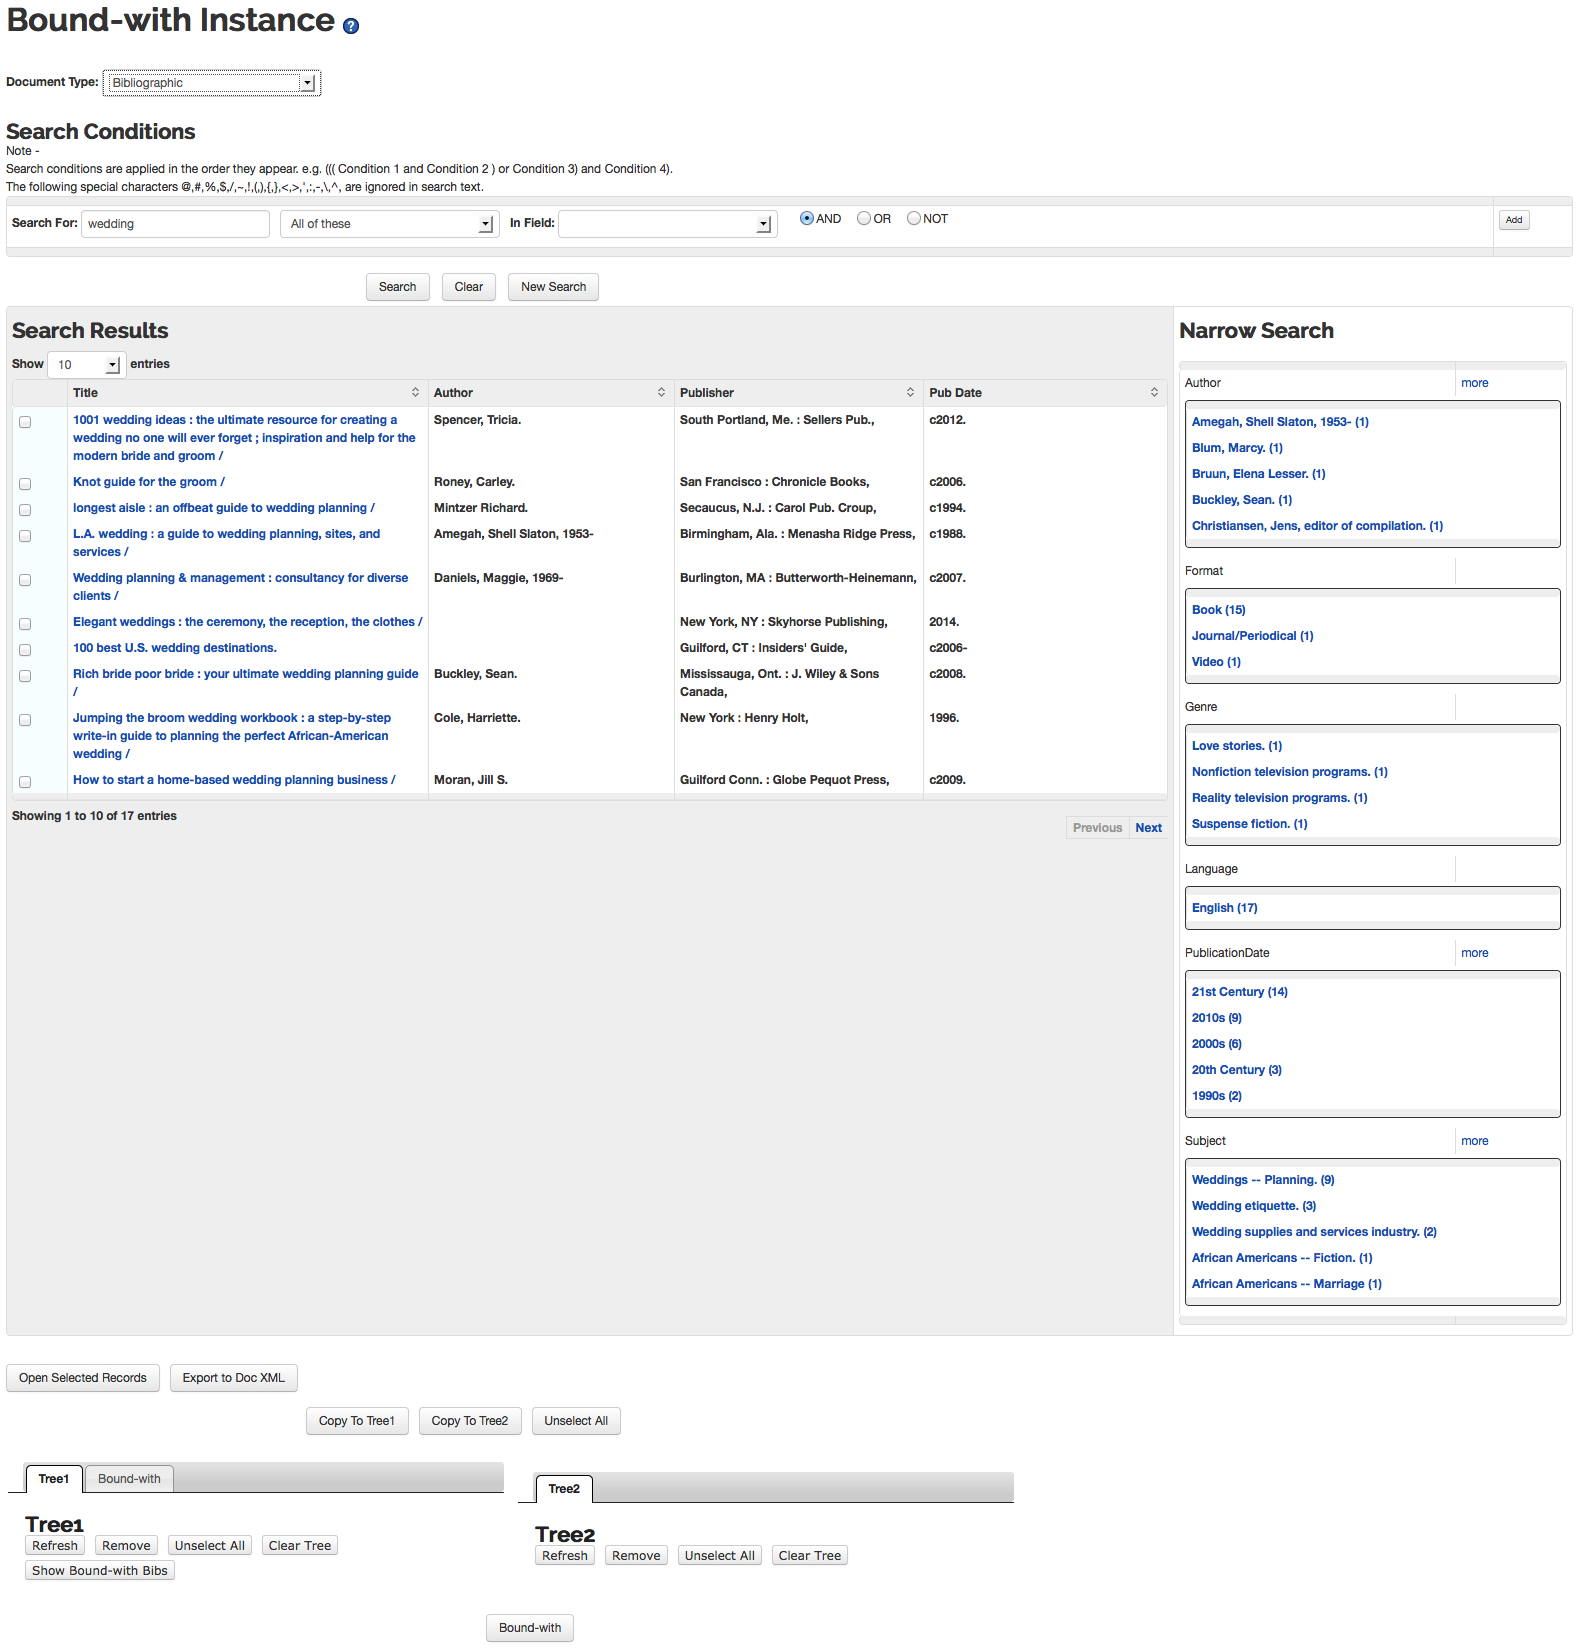 Bound-with Instance ?
Document Type: Bibliographic
Search Conditions
Note -
Search conditions are applied in the order they appear. e.g. ((( Condition 1 and Condition 2 ) or Condition 3) and Condition 4).
The following special characters @,#,%,$,/,~,!,(,),{,},<,>,',:,-,\,^, are ignored in search text.
Search For: wedding All of these In Field: AND OR NOT Add
Search Clear New Search
Search Results
Show 10 entries
Title Author Publisher Pub Date
1001 wedding ideas : the ultimate resource for creating a Spencer, Tricia. South Portland, Me. : Sellers Pub., c2012.
wedding no one will ever forget ; inspiration and help for the
modern bride and groom /
Knot guide for the groom / Roney, Carley. San Francisco : Chronicle Books, c2006.
longest aisle : an offbeat guide to wedding planning / Mintzer Richard. Secaucus, N.J. : Carol Pub. Croup, c1994.
L.A. wedding : a guide to wedding planning, sites, and Amegah, Shell Slaton, 1953- Birmingham, Ala. : Menasha Ridge Press, c1988.
services /
Wedding planning & management : consultancy for diverse Daniels, Maggie, 1969- Burlington, MA : Butterworth-Heinemann, c2007.
clients /
Elegant weddings : the ceremony, the reception, the clothes / New York, NY : Skyhorse Publishing, 2014.
100 best U.S. wedding destinations. Guilford, CT : Insiders' Guide, c2006-
Rich bride poor bride : your ultimate wedding planning guide Buckley, Sean. Mississauga, Ont. : J. Wiley & Sons c2008.
/ Canada,
Jumping the broom wedding workbook : a step-by-step Cole, Harriette. New York : Henry Holt, 1996.
write-in guide to planning the perfect African-American
wedding /
How to start a home-based wedding planning business / Moran, Jill S. Guilford Conn. : Globe Pequot Press, c2009.
Showing 1 to 10 of 17 entries
Previous Next
Narrow Search
Author more
Amegah, Shell Slaton, 1953- (1)
Blum, Marcy. (1)
Bruun, Elena Lesser. (1)
Buckley, Sean. (1)
Christiansen, Jens, editor of compilation. (1)
Format
Book (15)
Journal/Periodical (1)
Video (1)
Genre
Love stories. (1)
Nonfiction television programs. (1)
Reality television programs. (1)
Suspense fiction. (1)
Language
English (17)
PublicationDate more
21st Century (14)
2010s (9)
2000s (6)
20th Century (3)
1990s (2)
Subject more
Weddings -- Planning. (9)
Wedding etiquette. (3)
Wedding supplies and services industry. (2)
African Americans -- Fiction. (1)
African Americans -- Marriage (1)
Open Selected Records Export to Doc XML
Copy To Tree1 Copy To Tree2 Unselect All
Tree1 Bound-with
Tree1
Refresh Remove Unselect All Clear Tree
Show Bound-with Bibs
Tree2
Tree2
Refresh Remove Unselect All Clear Tree
Bound-with